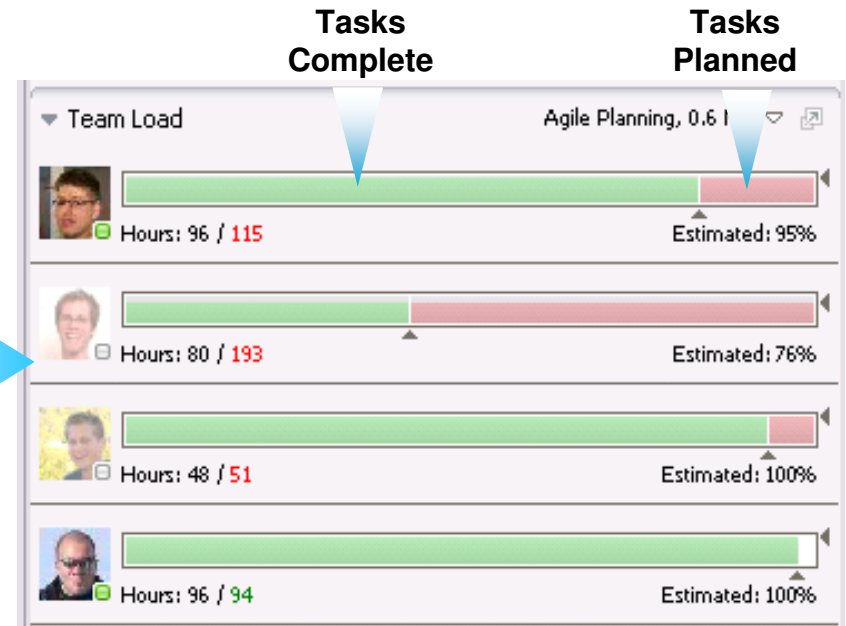 Tasks Complete
Tasks Planned
Team Load
Agile Planning, 0.6
Hours: 96 / 115
Estimated: 95%
Hours: 80 / 193
Estimated: 76%
Hours: 48 / 51
Estimated: 100%
Hours: 96 / 94
Estimated: 100%